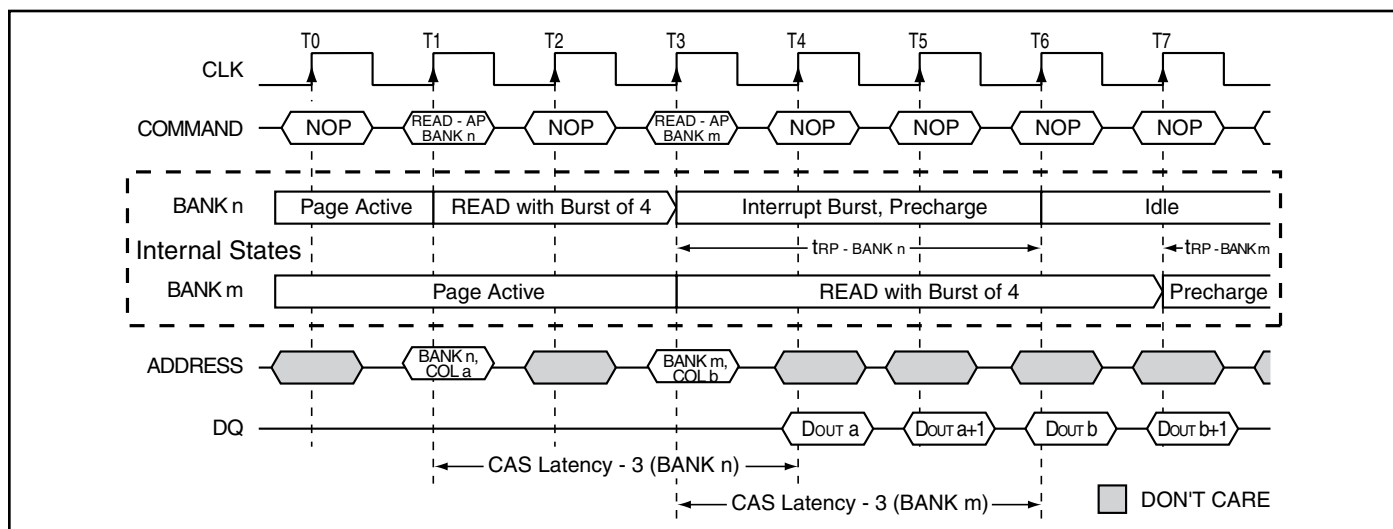 T0 T1 T2 T3 T4 T5 T6 T7
CLK
COMMAND NOP READ - AP BANK n NOP READ - AP BANK m NOP NOP NOP NOP
BANK n Page Active READ with Burst of 4 Interrupt Burst, Precharge Idle
Internal States tRP - BANK n tRP - BANK m
BANK m Page Active READ with Burst of 4 Precharge
ADDRESS BANK n, COL a BANK m, COL b
DQ DOUT a DOUT a+1 DOUT b DOUT b+1
CAS Latency - 3 (BANK n)
CAS Latency - 3 (BANK m)
DON'T CARE